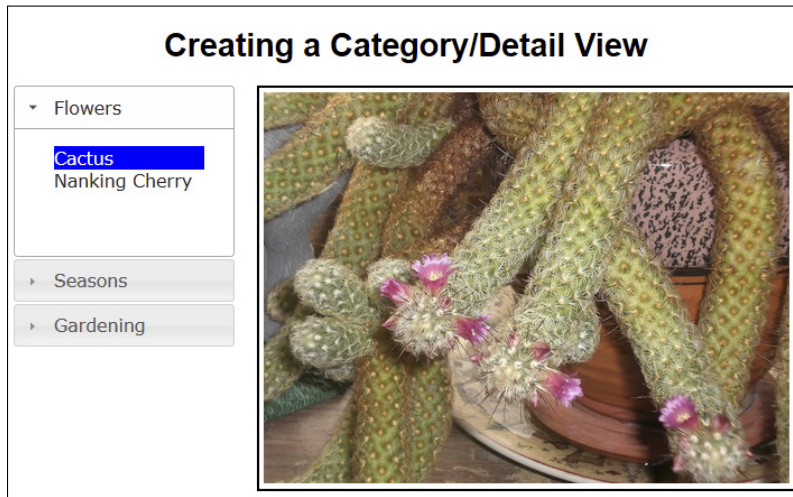 Creating a Category/Detail View
Flowers
Cactus
Nanking Cherry
Seasons
Gardening